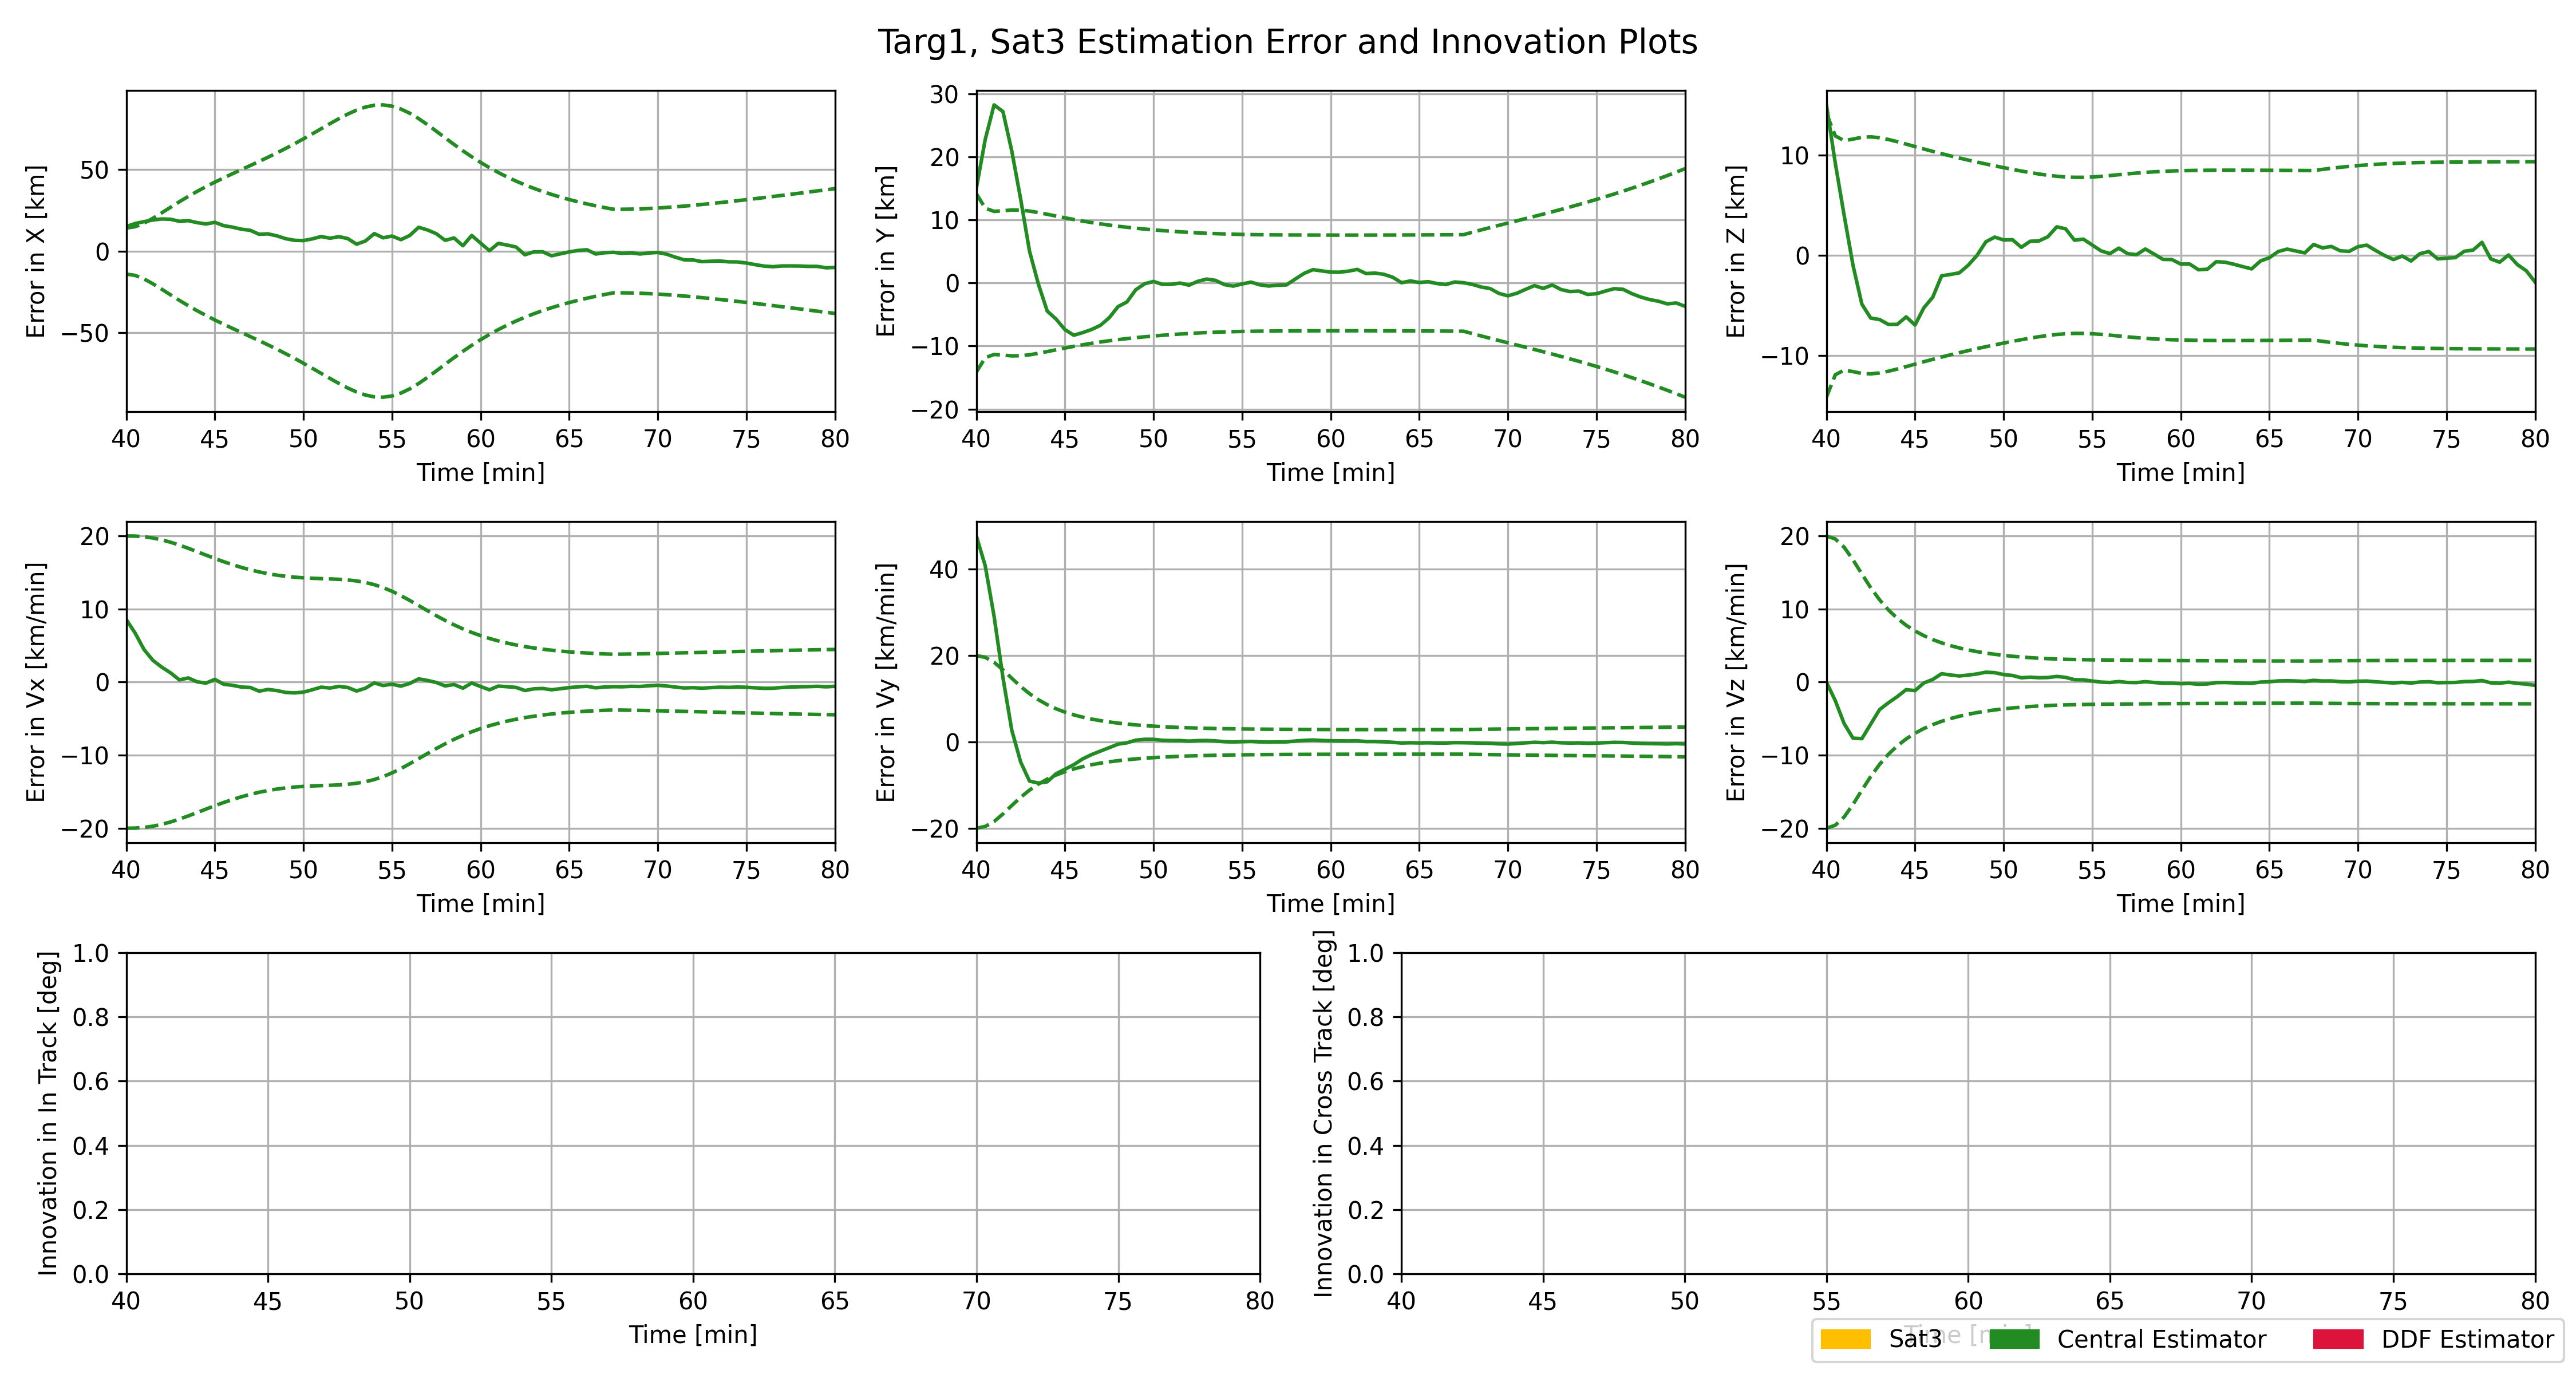 Targ1, Sat3 Estimation Error and Innovation Plots
Error in X [km]
50
0
−50
40 45 50 55 60 65 70 75 80
Time [min]
Error in Y [km]
30
20
10
0
−10
−20
40 45 50 55 60 65 70 75 80
Time [min]
Error in Z [km]
10
0
−10
40 45 50 55 60 65 70 75 80
Time [min]
Error in Vx [km/min]
20
10
0
−10
−20
40 45 50 55 60 65 70 75 80
Time [min]
Error in Vy [km/min]
40
20
0
−20
40 45 50 55 60 65 70 75 80
Time [min]
Error in Vz [km/min]
20
10
0
−10
−20
40 45 50 55 60 65 70 75 80
Time [min]
Innovation in In Track [deg]
1.0
0.8
0.6
0.4
0.2
0.0
40 45 50 55 60 65 70 75 80
Time [min]
Innovation in Cross Track [deg]
1.0
0.8
0.6
0.4
0.2
0.0
40 45 50 55 60 65 70 75 80
Time [min]
Sat3 Central Estimator DDF Estimator